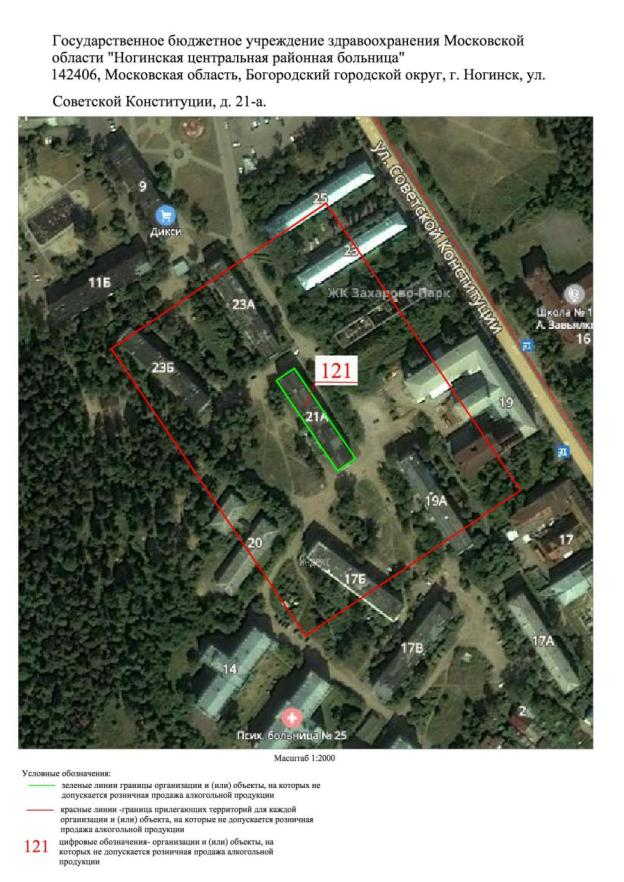 Государственное бюджетное учреждение здравоохранения Московской
области "Ногинская центральная районная больница"
142406, Московская область, Богородский городской округ, г. Ногинск, ул.
Советской Конституции, д. 21-а.
ул. Советской Конституции
9
25
Дикси
23
11Б
ЖК Захарово-Парк
23А
Школа № 1
А. Завьялк
16
23Б
121
21А
19
19А
20
17
Яндекс
17Б
17А
17В
14
2
Псих. больница № 25
Масштаб 1:2000
Условные обозначения:
зеленые линии границы организации и (или) объекты, на которых не
допускается розничная продажа алкогольной продукции
красные линии -граница прилегающих территорий для каждой
организации и (или) объекта, на которые не допускается розничная
продажа алкогольной продукции
121 цифровые обозначения- организации и (или) объекты, на
которых не допускается розничная продажа алкогольной
продукции